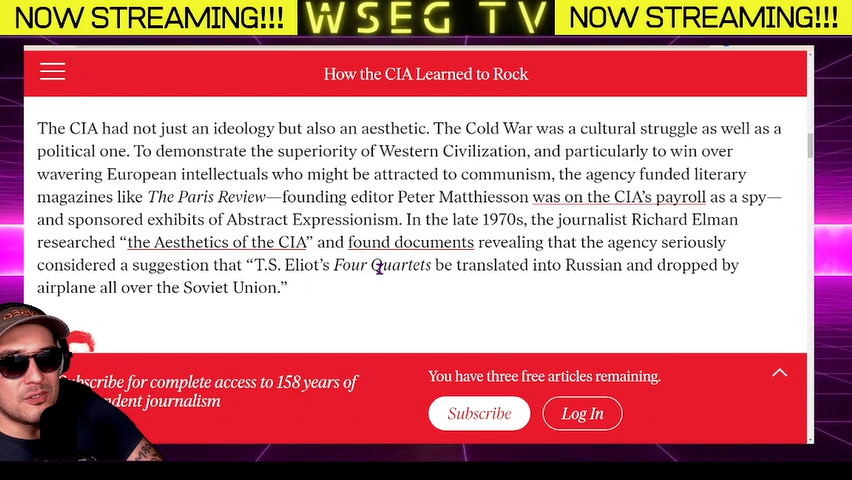 NOW STREAMING!!! WSEG TV NOW STREAMING!!!
How the CIA Learned to Rock
The CIA had not just an ideology but also an aesthetic. The Cold War was a cultural struggle as well as a
political one. To demonstrate the superiority of Western Civilization, and particularly to win over
wavering European intellectuals who might be attracted to communism, the agency funded literary
magazines like The Paris Review—founding editor Peter Matthiesson was on the CIA's payroll as a spy—
and sponsored exhibits of Abstract Expressionism. In the late 1970s, the journalist Richard Elman
researched “the Aesthetics of the CIA” and found documents revealing that the agency seriously
considered a suggestion that “T.S. Eliot's Four Quartets be translated into Russian and dropped by
airplane all over the Soviet Union.”
Subscribe for complete access to 158 years of
journalism
You have three free articles remaining.
Subscribe Log In